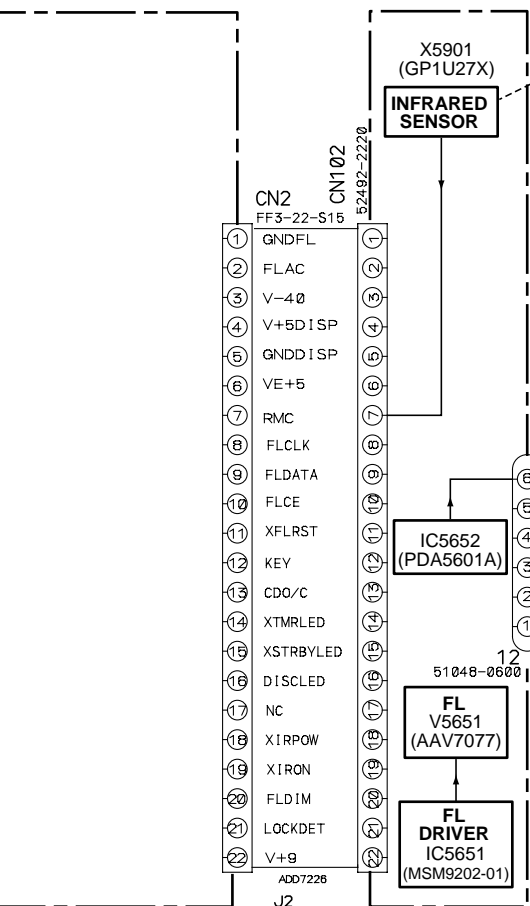 X5901
(GP1U27X)
INFRARED
SENSOR
CN102
52492-2220
CN2
FF3-22-S15
1 GNDFL 1
2 FLAC 2
3 V-40 3
4 V+5DISP 4
5 GNDDISP 5
6 VE+5 6
7 RMC 7
8 FLCLK 8
9 FLDATA 9
10 FLCE 10
11 XFLRST 11
12 KEY 12
13 CDO/C 13
14 XTMRLED 14
15 XSTRBYLED 15
16 DISCLED 16
17 NC 17
18 XIRPOW 18
19 XIRON 19
20 FLDIM 20
21 LOCKDET 21
22 V+9 22
ADD7226
J2
IC5652
(PDA5601A)
6
5
4
3
2
1
12
51048-0600
FL
V5651
(AAV7077)
FL
DRIVER
IC5651
(MSM9202-01)